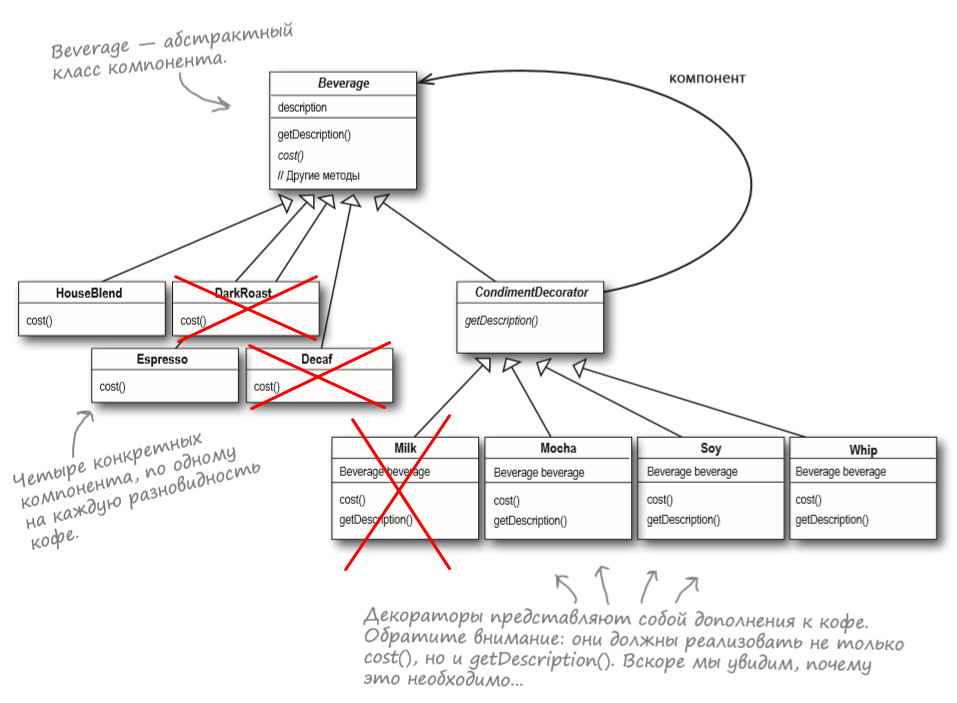 Beverage — абстрактный
класс компонента.
Beverage
description
getDescription()
cost()
// Другие методы
компонент
HouseBlend
cost()
DarkRoast
cost()
Espresso
cost()
Decaf
cost()
CondimentDecorator
getDescription()
Четыре конкретных
компонента, по одному
на каждую разновидность
кофе.
Milk
Beverage beverage
cost()
getDescription()
Mocha
Beverage beverage
cost()
getDescription()
Soy
Beverage beverage
cost()
getDescription()
Whip
Beverage beverage
cost()
getDescription()
Декораторы представляют собой дополнения к кофе.
Обратите внимание: они должны реализовать не только
cost(), но и getDescription(). Вскоре мы увидим, почему
это необходимо...